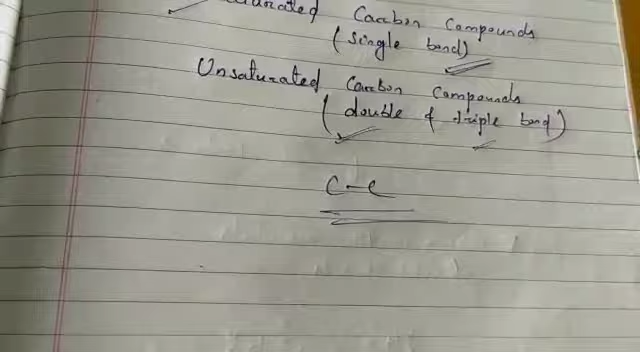 Carbon Compounds
(single bond)
Unsaturated Carbon Compounds
(double & triple bond)
C-C